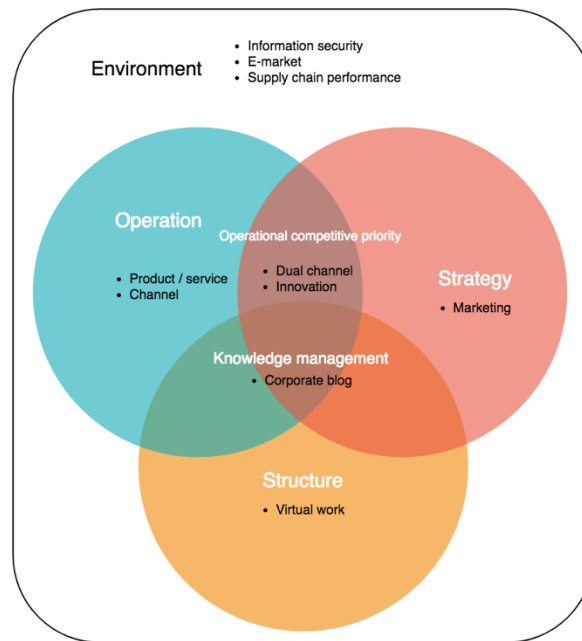 Environment
• Information security
• E-market
• Supply chain performance
Operation
Operational competitive priority
• Product / service
• Channel
• Dual channel
• Innovation
Strategy
• Marketing
Knowledge management
• Corporate blog
Structure
• Virtual work